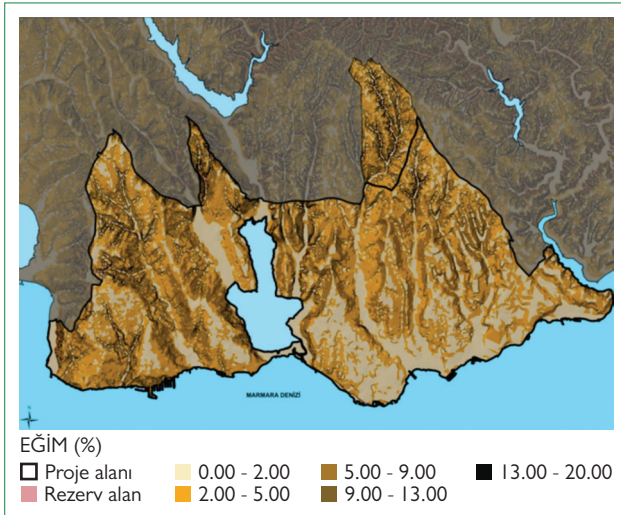 MARMARA DENİZİ
N
EĞİM (%)
Proje alanı 0.00 - 2.00 5.00 - 9.00 13.00 - 20.00
Rezerv alan 2.00 - 5.00 9.00 - 13.00